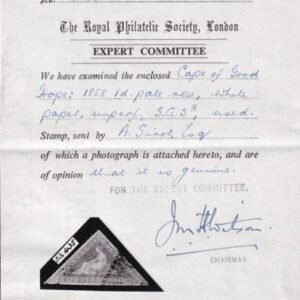 No.
The Royal Philatelic Society, London
EXPERT COMMITTEE
We have examined the enclosed Cape of Good
Hope: 1858 1d. pale rose, white
paper, imperf, S.G. 5B, used.
Stamp, sent by A. Esq
of which a photograph is attached hereto, and are
of opinion that it is genuine.
FOR THE EXPERT COMMITTEE.
CHAIRMAN.